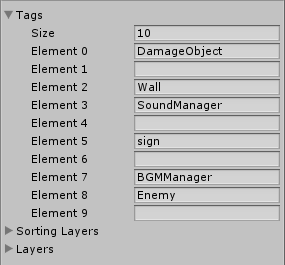 Tags
Size 10
Element 0 DamageObject
Element 1
Element 2 Wall
Element 3 SoundManager
Element 4
Element 5 sign
Element 6
Element 7 BGMManager
Element 8 Enemy
Element 9
Sorting Layers
Layers